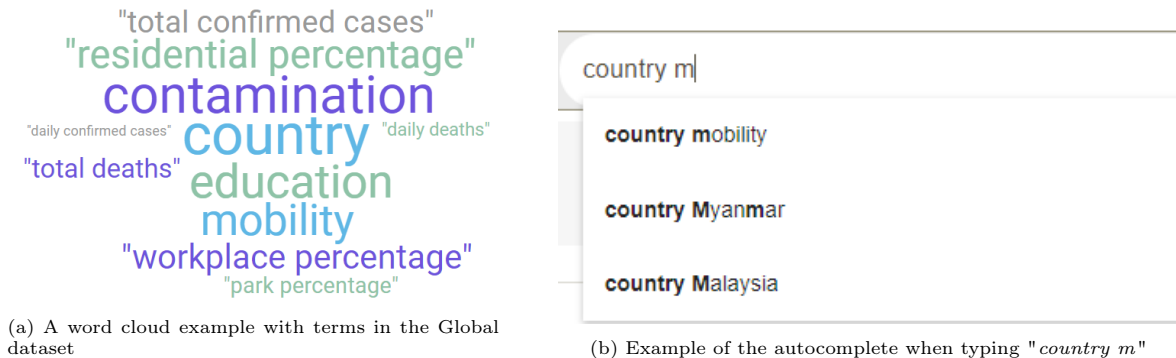 "total confirmed cases"
"residential percentage"
contamination
"daily confirmed cases" country "daily deaths"
"total deaths"
education
mobility
"workplace percentage"
"park percentage"
(a) A word cloud example with terms in the Global
dataset
country m
country mobility
country Myanmar
country Malaysia
(b) Example of the autocomplete when typing "country m"